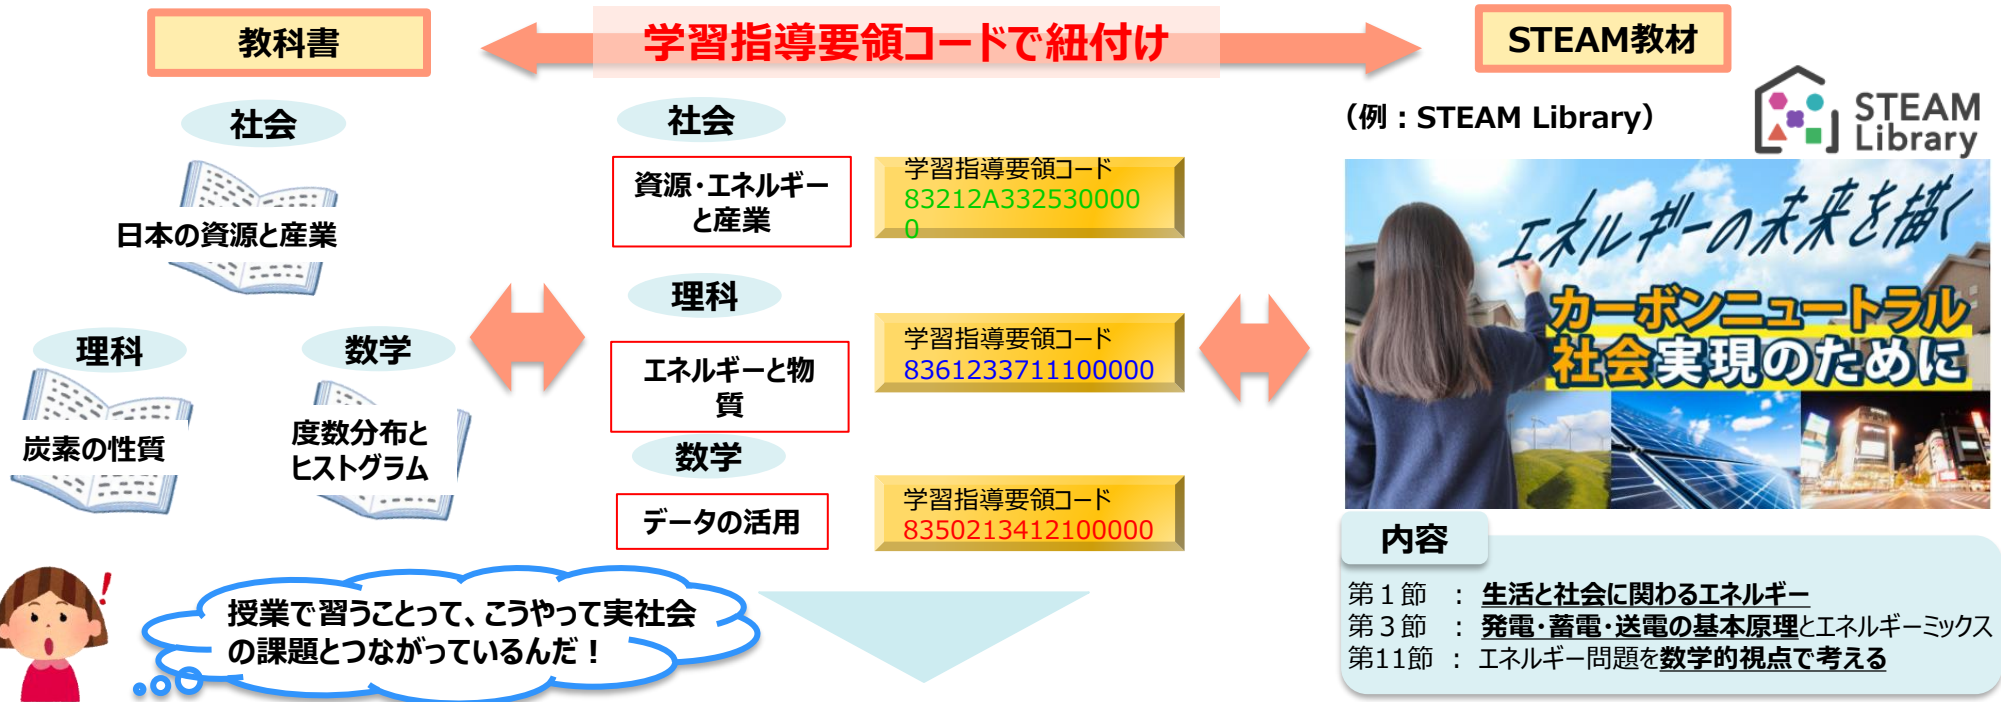 教科書
学習指導要領コードで紐付け
STEAM教材
社会
日本の資源と産業
理科
炭素の性質
数学
度数分布と
ヒストグラム
社会
資源・エネルギー
と産業
学習指導要領コード
83212A332530000
0
理科
エネルギーと物
質
学習指導要領コード
8361233711100000
数学
データの活用
学習指導要領コード
8350213412100000
（例：STEAM Library）
STEAM
Library
エネルギーの未来を描く
カーボンニュートラル
社会実現のために
内容
第１節　：　生活と社会に関わるエネルギー
第３節　：　発電・蓄電・送電の基本原理とエネルギーミックス
第11節　：　エネルギー問題を数学的視点で考える
授業で習うことって、こうやって実社会
の課題とつながっているんだ！